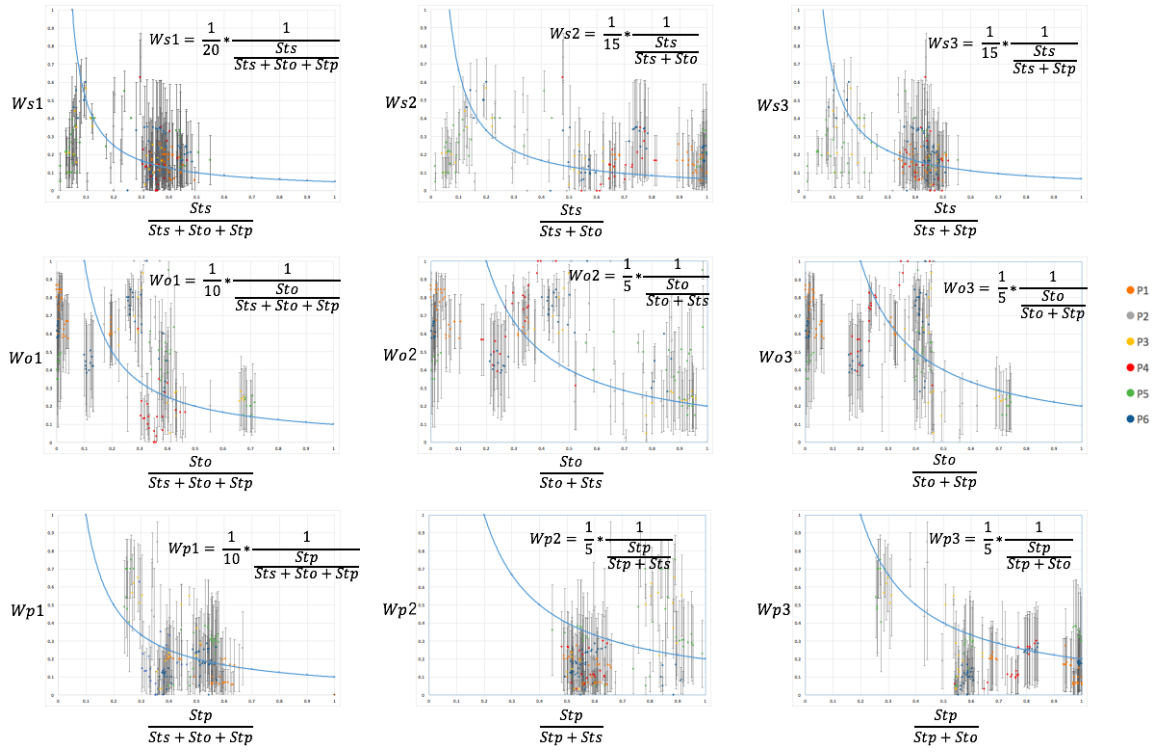 Ws1 = 1/20 * 1/(Sts/(Sts + Sto + Stp))
Ws1
Sts
Sts + Sto + Stp
Ws2 = 1/15 * 1/(Sts/(Sts + Sto))
Ws2
Sts
Sts + Sto
Ws3 = 1/15 * 1/(Sts/(Sts + Stp))
Ws3
Sts
Sts + Stp
Wo1 = 1/10 * 1/(Sto/(Sts + Sto + Stp))
Wo1
Sto
Sts + Sto + Stp
Wo2 = 1/5 * 1/(Sto/(Sto + Sts))
Wo2
Sto
Sto + Sts
Wo3 = 1/5 * 1/(Sto/(Sto + Stp))
Wo3
Sto
Sto + Stp
P1
P2
P3
P4
P5
P6
Wp1 = 1/10 * 1/(Stp/(Sts + Sto + Stp))
Wp1
Stp
Sts + Sto + Stp
Wp2 = 1/5 * 1/(Stp/(Stp + Sts))
Wp2
Stp
Stp + Sts
Wp3 = 1/5 * 1/(Stp/(Stp + Sto))
Wp3
Stp
Stp + Sto